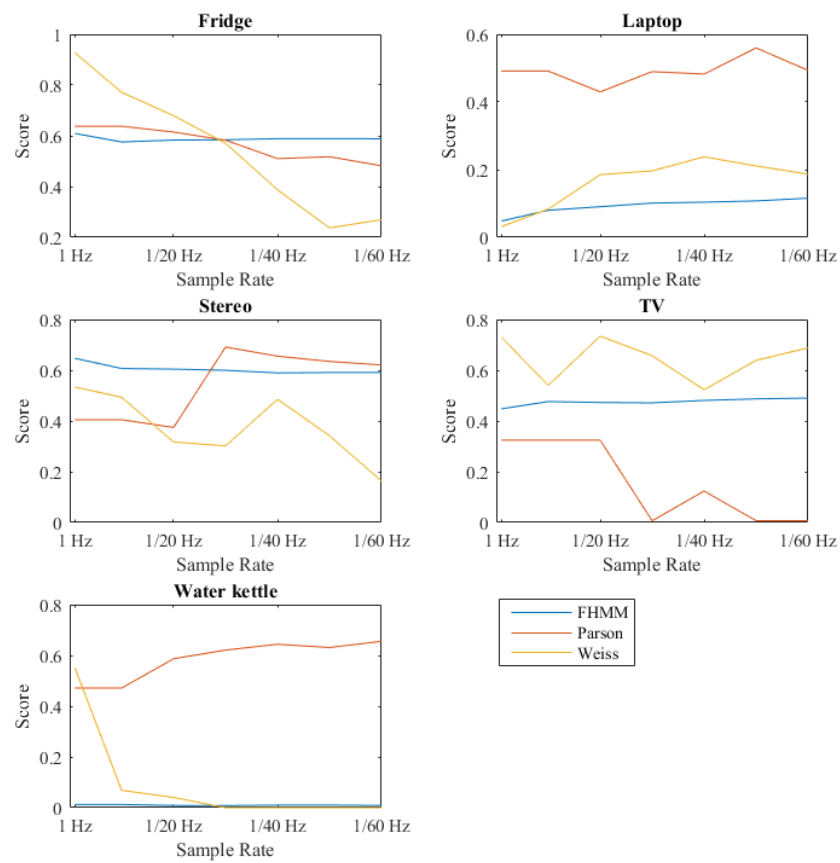 Fridge
1
0.8
0.6
0.4
0.2
Score
1 Hz 1/20 Hz 1/40 Hz 1/60 Hz
Sample Rate
Laptop
0.6
0.4
0.2
0
Score
1 Hz 1/20 Hz 1/40 Hz 1/60 Hz
Sample Rate
Stereo
0.8
0.6
0.4
0.2
0
Score
1 Hz 1/20 Hz 1/40 Hz 1/60 Hz
Sample Rate
TV
0.8
0.6
0.4
0.2
0
Score
1 Hz 1/20 Hz 1/40 Hz 1/60 Hz
Sample Rate
Water kettle
0.8
0.6
0.4
0.2
0
Score
1 Hz 1/20 Hz 1/40 Hz 1/60 Hz
Sample Rate
FHMM
Parson
Weiss